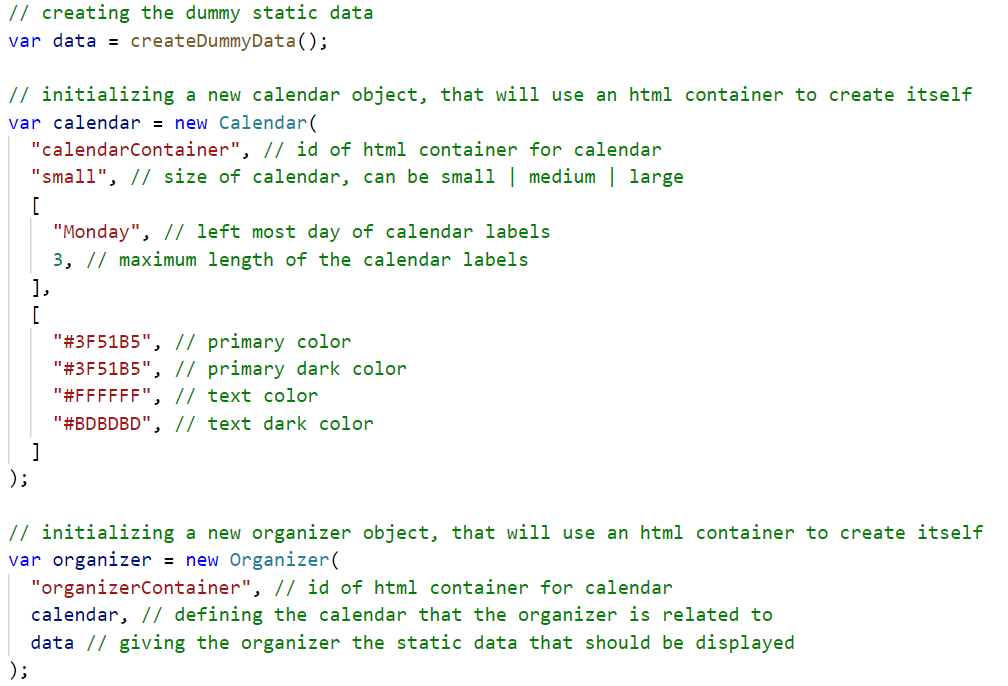 // creating the dummy static data
var data = createDummyData();

// initializing a new calendar object, that will use an html container to create itself
var calendar = new Calendar(
  "calendarContainer", // id of html container for calendar
  "small", // size of calendar, can be small | medium | large
  [
    "Monday", // left most day of calendar labels
    3, // maximum length of the calendar labels
  ],
  [
    "#3F51B5", // primary color
    "#3F51B5", // primary dark color
    "#FFFFFF", // text color
    "#BDBDBD", // text dark color
  ]
);

// initializing a new organizer object, that will use an html container to create itself
var organizer = new Organizer(
  "organizerContainer", // id of html container for calendar
  calendar, // defining the calendar that the organizer is related to
  data // giving the organizer the static data that should be displayed
);